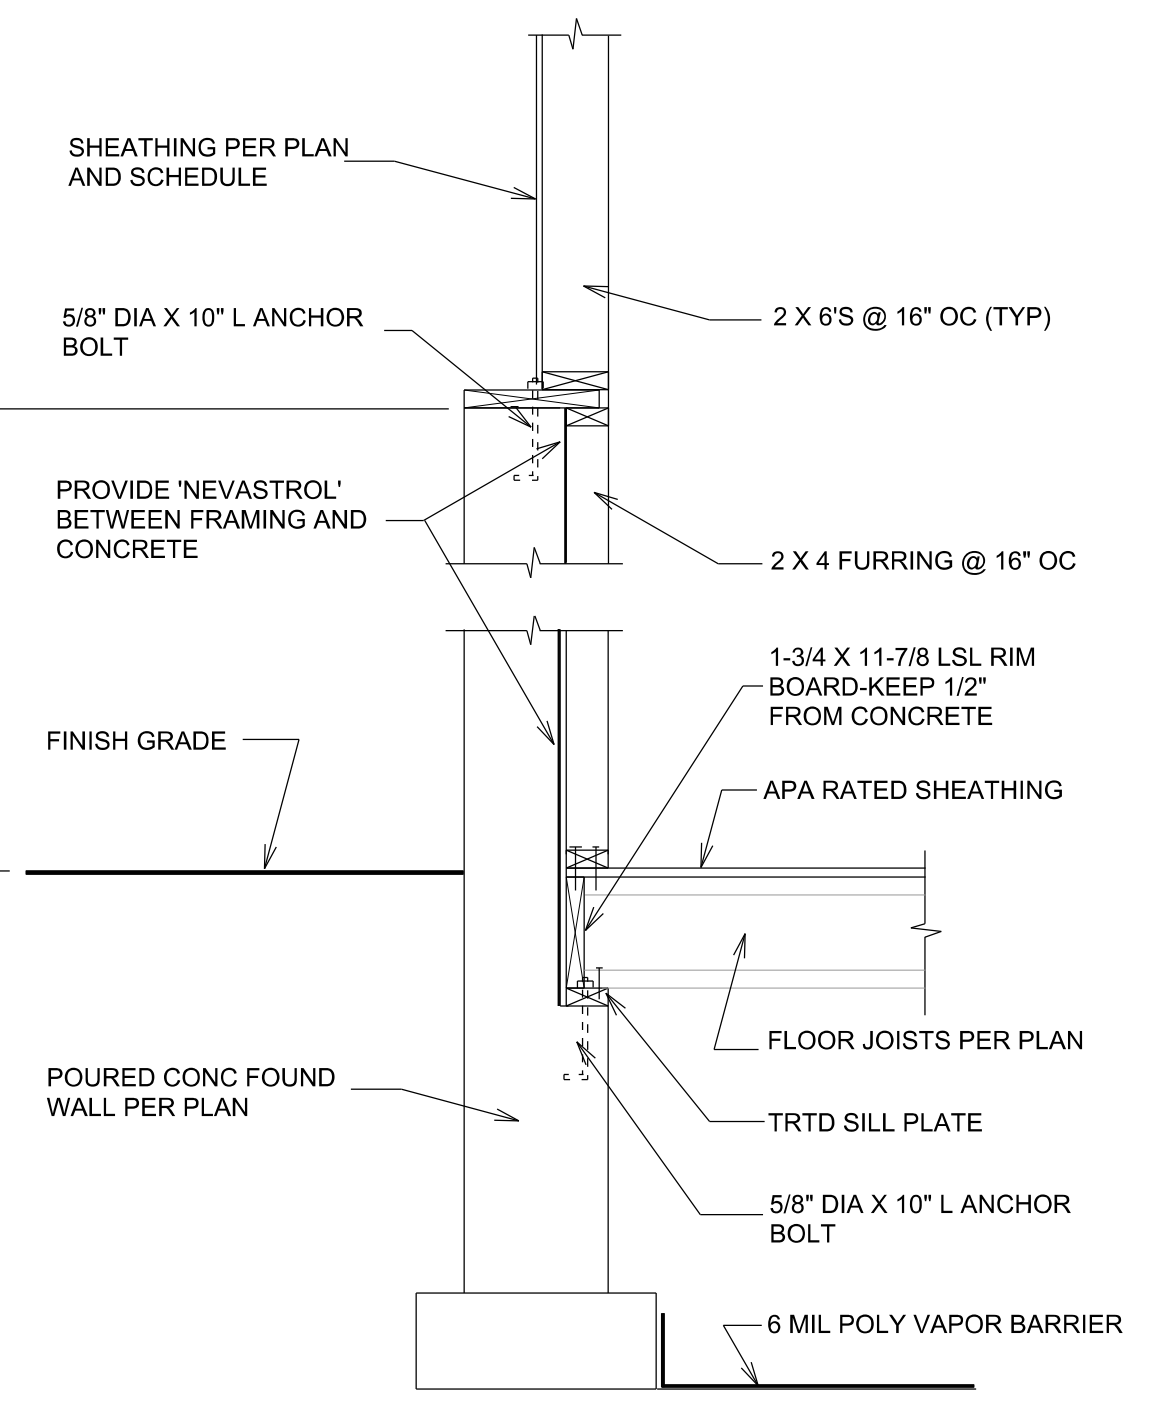 SHEATHING PER PLAN
AND SCHEDULE
5/8" DIA X 10" L ANCHOR
BOLT
2 X 6'S @ 16" OC (TYP)
PROVIDE 'NEVASTROL'
BETWEEN FRAMING AND
CONCRETE
2 X 4 FURRING @ 16" OC
1-3/4 X 11-7/8 LSL RIM
BOARD-KEEP 1/2"
FROM CONCRETE
FINISH GRADE
APA RATED SHEATHING
FLOOR JOISTS PER PLAN
POURED CONC FOUND
WALL PER PLAN
TRTD SILL PLATE
5/8" DIA X 10" L ANCHOR
BOLT
6 MIL POLY VAPOR BARRIER